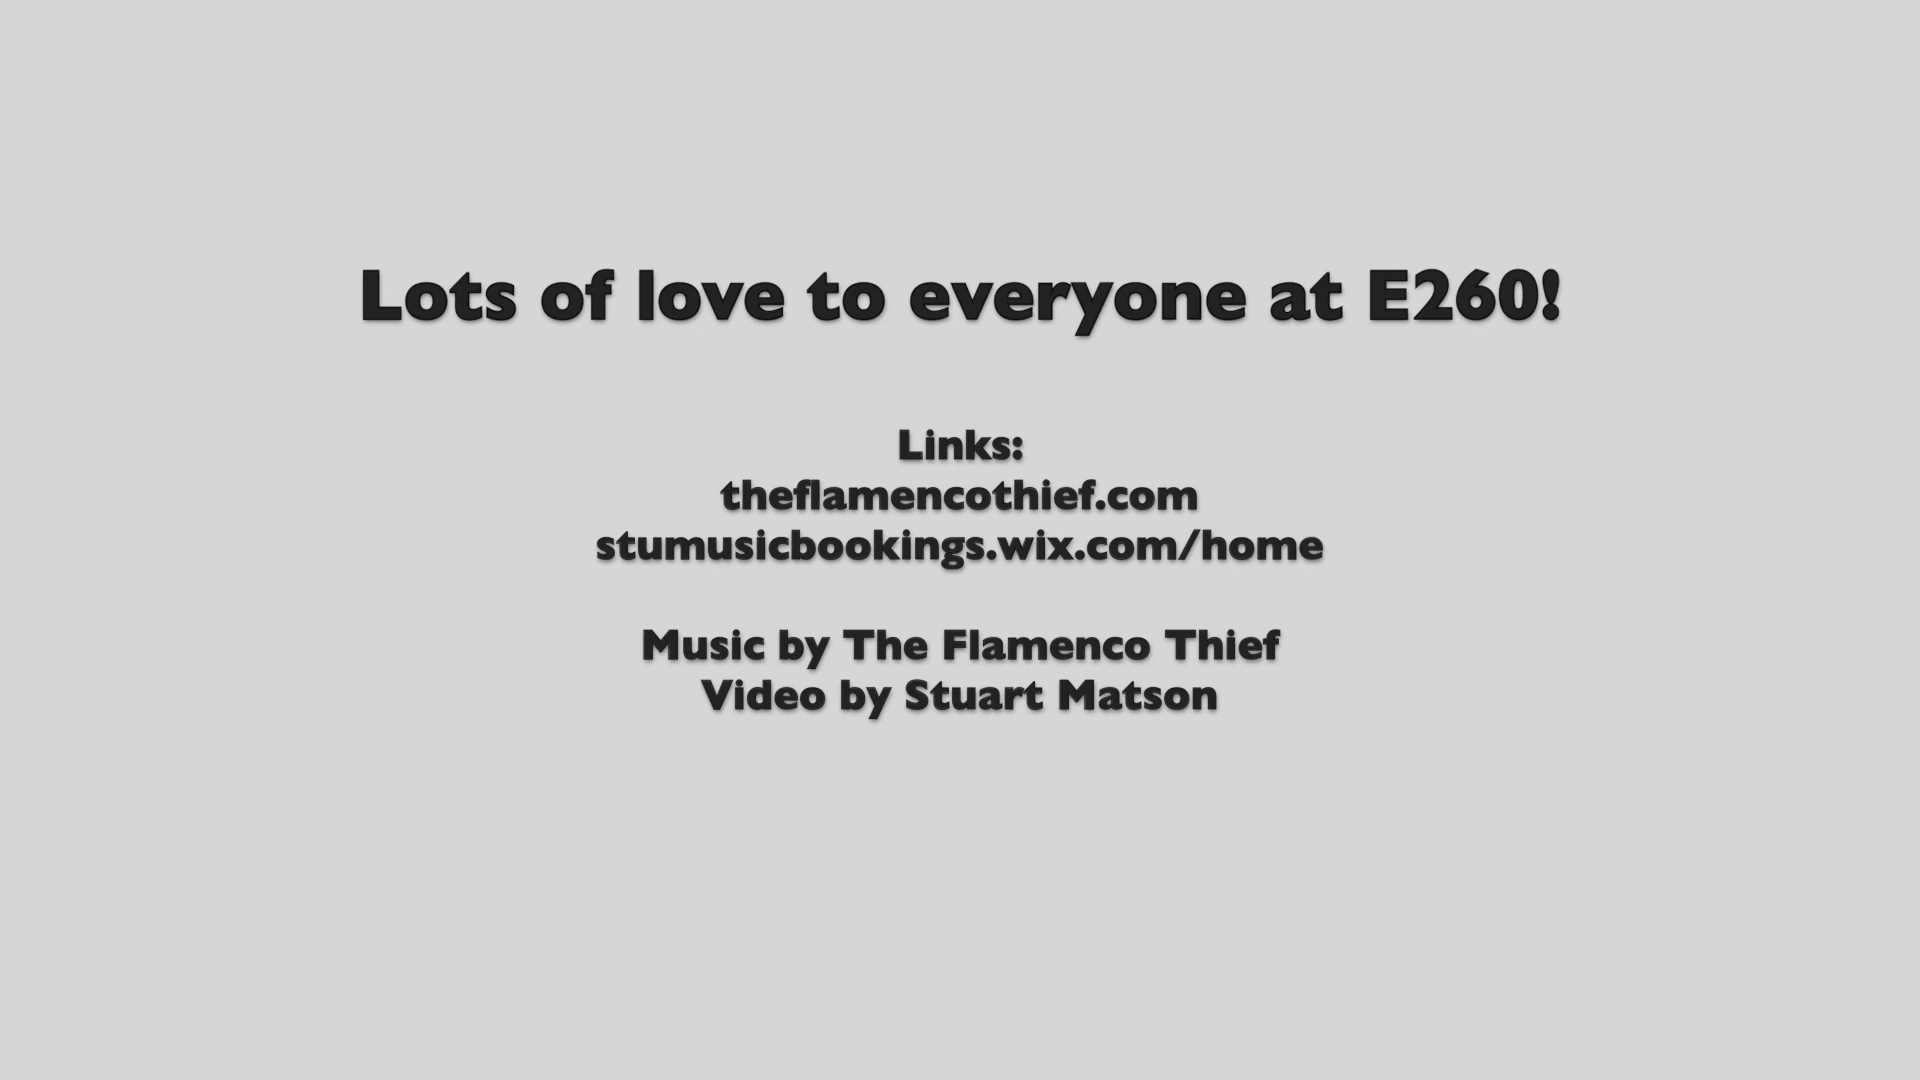 Lots of love to everyone at E260!
Links:
theflamencothief.com
stumusicbookings.wix.com/home
Music by The Flamenco Thief
Video by Stuart Matson